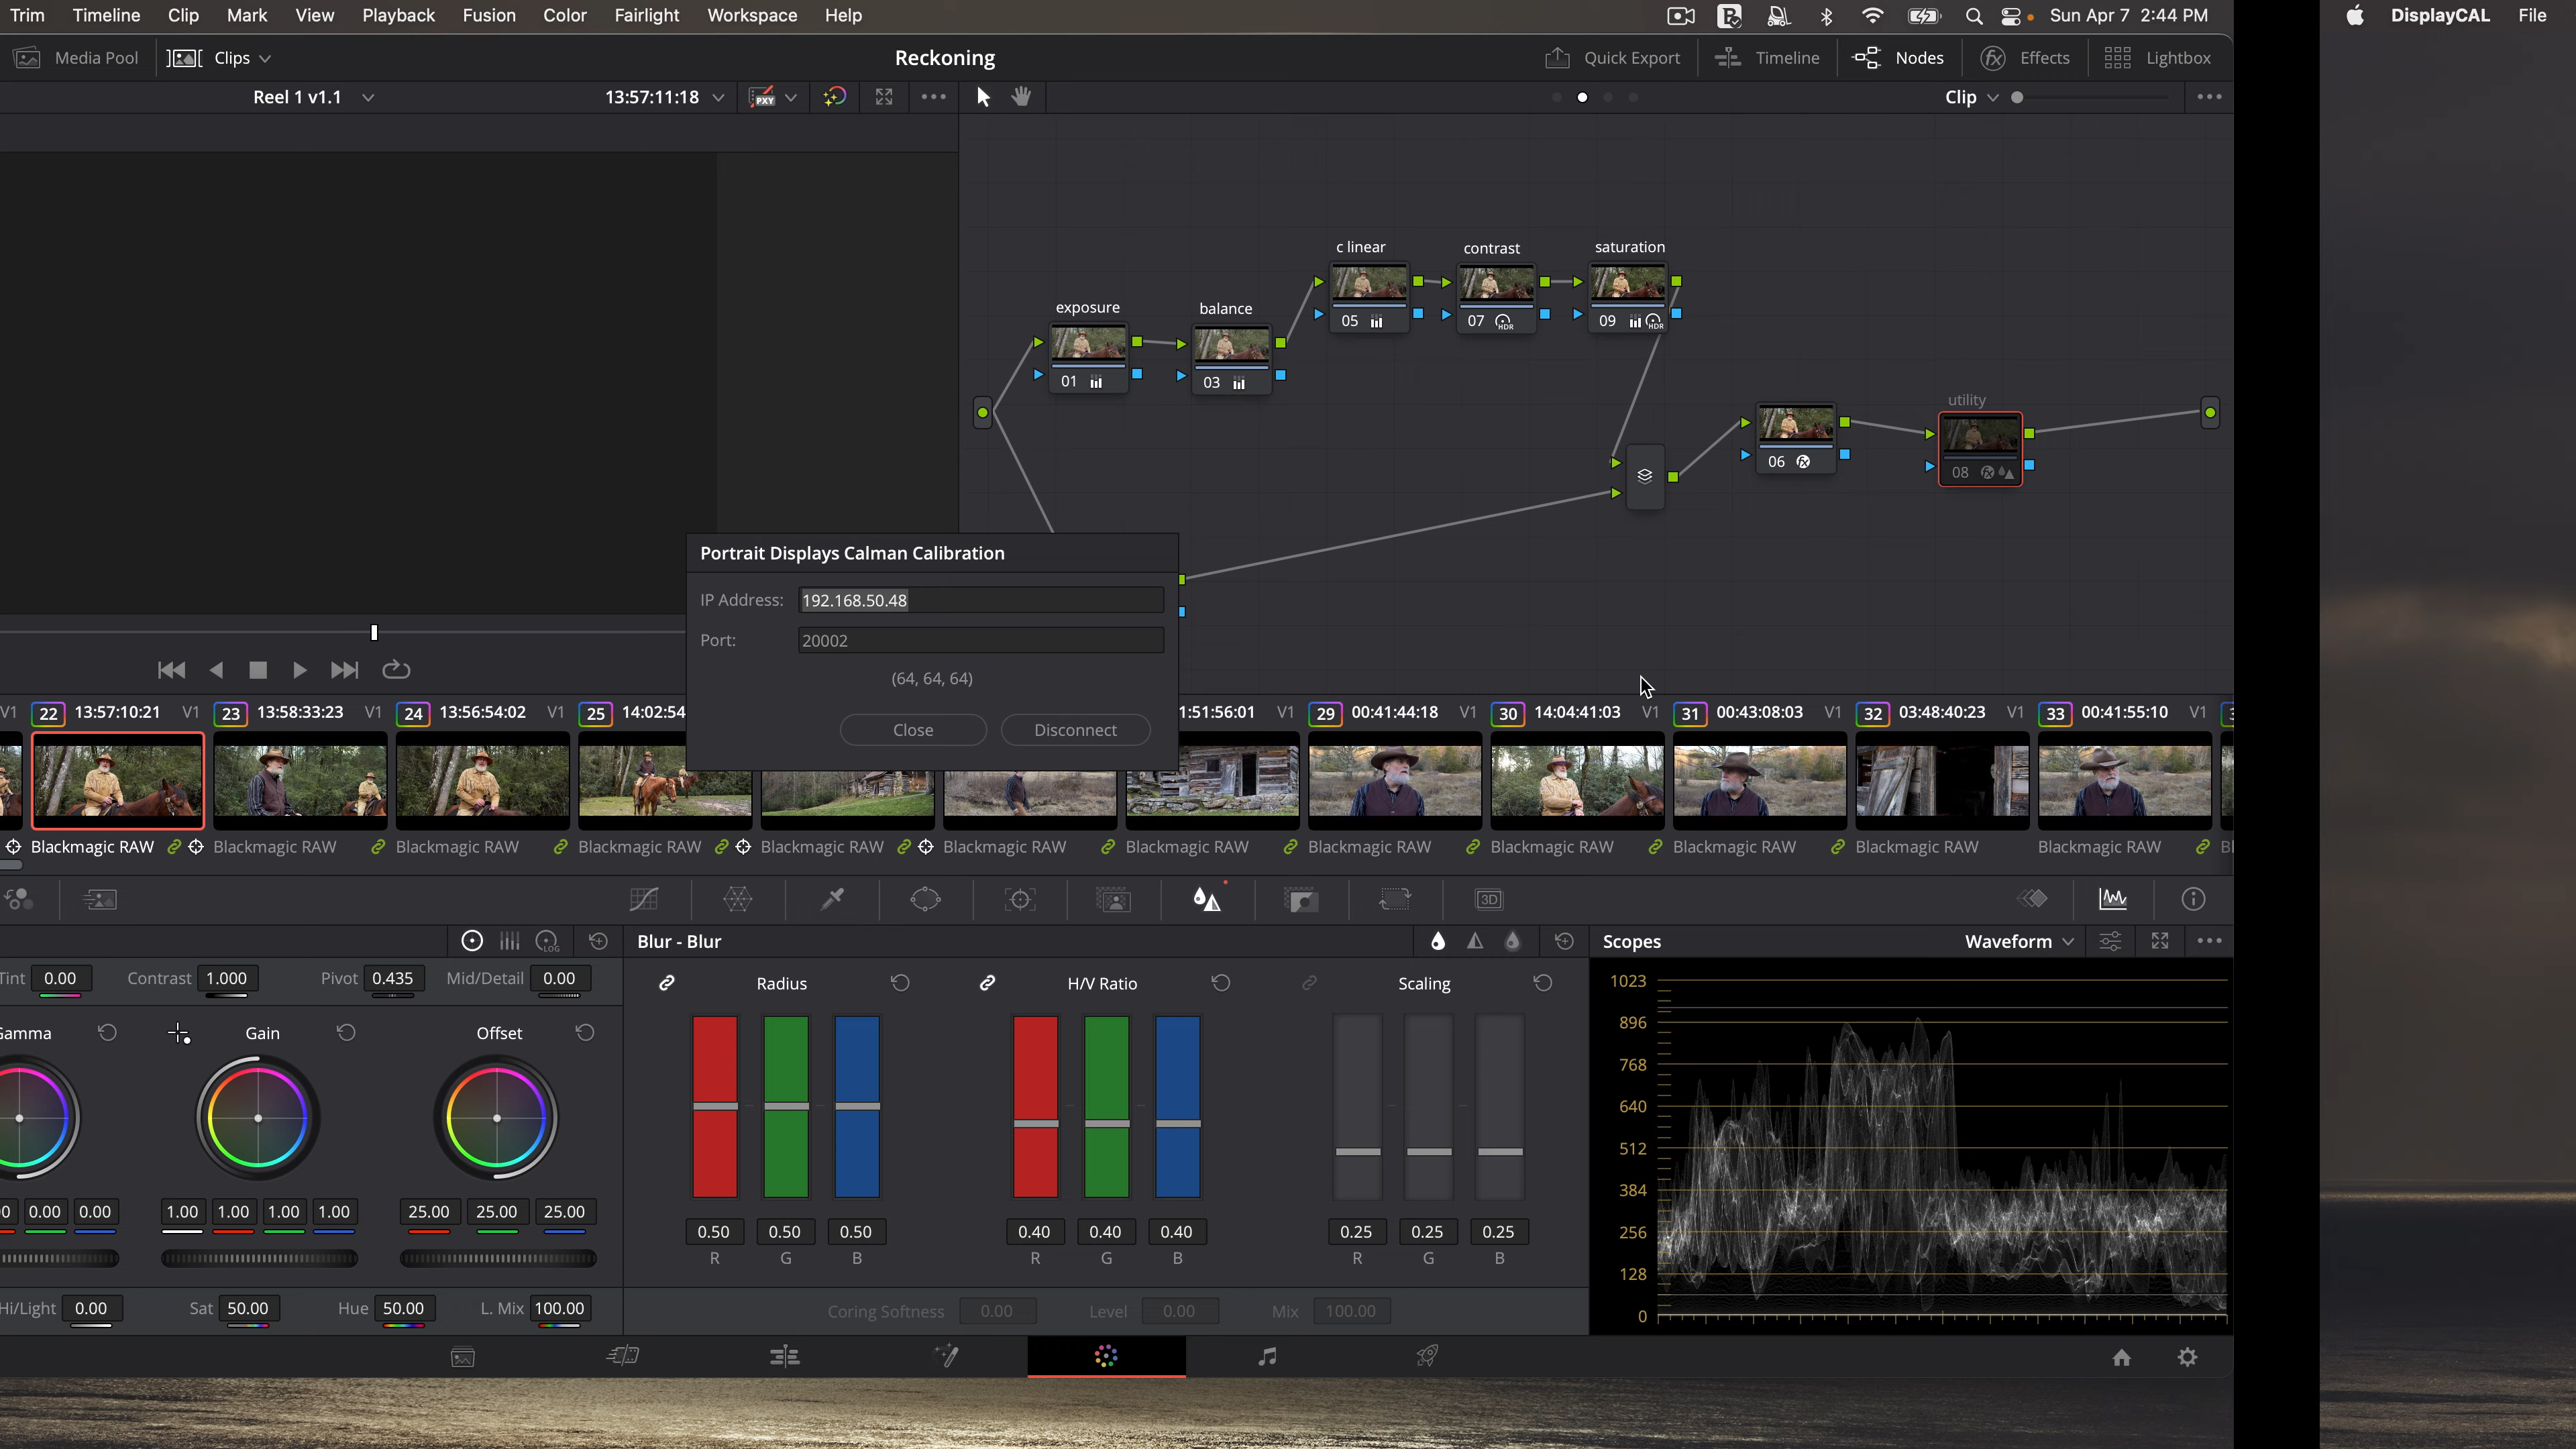 Trim Timeline Clip Mark View Playback Fusion Color Fairlight Workspace Help Sun Apr 7 2:44 PM DisplayCAL File
Media Pool Clips Reckoning Quick Export Timeline Nodes Effects Lightbox
Reel 1 v1.1 13:57:11:18 PXY Clip
c linear contrast saturation
05 07 HDR 09 HDR
exposure balance
01 03
utility
06 08
Portrait Displays Calman Calibration
IP Address: 192.168.50.48
Port: 20002
(64, 64, 64)
Close Disconnect
V1 22 13:57:10:21 V1 23 13:58:33:23 V1 24 13:56:54:02 V1 25 14:02:54 1:51:56:01 V1 29 00:41:44:18 V1 30 14:04:41:03 V1 31 00:43:08:03 V1 32 03:48:40:23 V1 33 00:41:55:10 V1
Blackmagic RAW Blackmagic RAW Blackmagic RAW Blackmagic RAW Blackmagic RAW Blackmagic RAW Blackmagic RAW Blackmagic RAW Blackmagic RAW Blackmagic RAW Blackmagic RAW Blackmagic RAW Bl
3D
LOG Blur - Blur Scopes Waveform
Tint 0.00 Contrast 1.000 Pivot 0.435 Mid/Detail 0.00
Radius H/V Ratio Scaling
Gamma Gain Offset
1023
896
768
640
512
384
256
128
0
0 0.00 0.00 1.00 1.00 1.00 1.00 25.00 25.00 25.00
0.50 0.50 0.50 0.40 0.40 0.40 0.25 0.25 0.25
R G B R G B R G B
Hi/Light 0.00 Sat 50.00 Hue 50.00 L. Mix 100.00
Coring Softness 0.00 Level 0.00 Mix 100.00